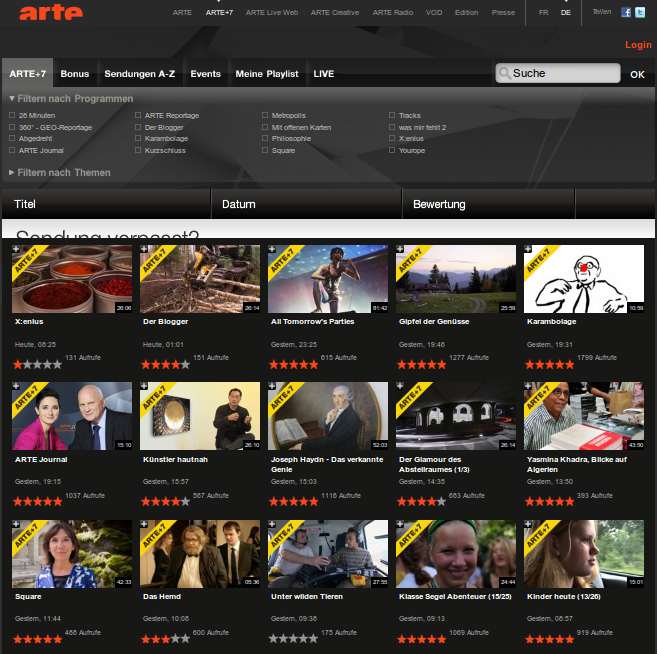 arte
ARTE ARTE+7 ARTE Live Web ARTE Creative ARTE Radio VOD Edition Presse FR DE Teilen
Login
ARTE+7 Bonus Sendungen A-Z Events Meine Playlist LIVE Suche OK
Filtern nach Programmen
28 Minuten ARTE Reportage Metropolis Tracks
360° - GEO-Reportage Der Blogger Mit offenen Karten was mir fehlt 2
Abgedreht Karambolage Philosophie X:enius
ARTE Journal Kurzschluss Square Yourope
Filtern nach Themen
Titel Datum Bewertung
Sendung verpasst?
ARTE+7 ARTE+7 ARTE+7 ARTE+7 ARTE+7
26:06 26:14 81:42 25:59 10:59
X:enius Der Blogger All Tomorrow's Parties Gipfel der Genüsse Karambolage
Heute, 08:25 Heute, 01:01 Gestern, 23:25 Gestern, 19:46 Gestern, 19:31
131 Aufrufe 151 Aufrufe 615 Aufrufe 1277 Aufrufe 1799 Aufrufe
ARTE+7 ARTE+7 ARTE+7 ARTE+7 ARTE+7
15:10 26:10 52:03 26:14 43:50
ARTE Journal Künstler hautnah Joseph Haydn - Das verkannte Genie Der Glamour des Abstellraumes (1/3) Yasmina Khadra, Blicke auf Algerien
Gestern, 19:15 Gestern, 15:57 Gestern, 15:03 Gestern, 14:35 Gestern, 13:50
1037 Aufrufe 567 Aufrufe 1116 Aufrufe 683 Aufrufe 393 Aufrufe
ARTE+7 ARTE+7 ARTE+7 ARTE+7 ARTE+7
42:33 05:36 27:55 24:44 15:01
Square Das Hemd Unter wilden Tieren Klasse Segel Abenteuer (15/25) Kinder heute (13/26)
Gestern, 11:44 Gestern, 10:08 Gestern, 09:38 Gestern, 09:13 Gestern, 08:57
488 Aufrufe 600 Aufrufe 175 Aufrufe 1069 Aufrufe 919 Aufrufe